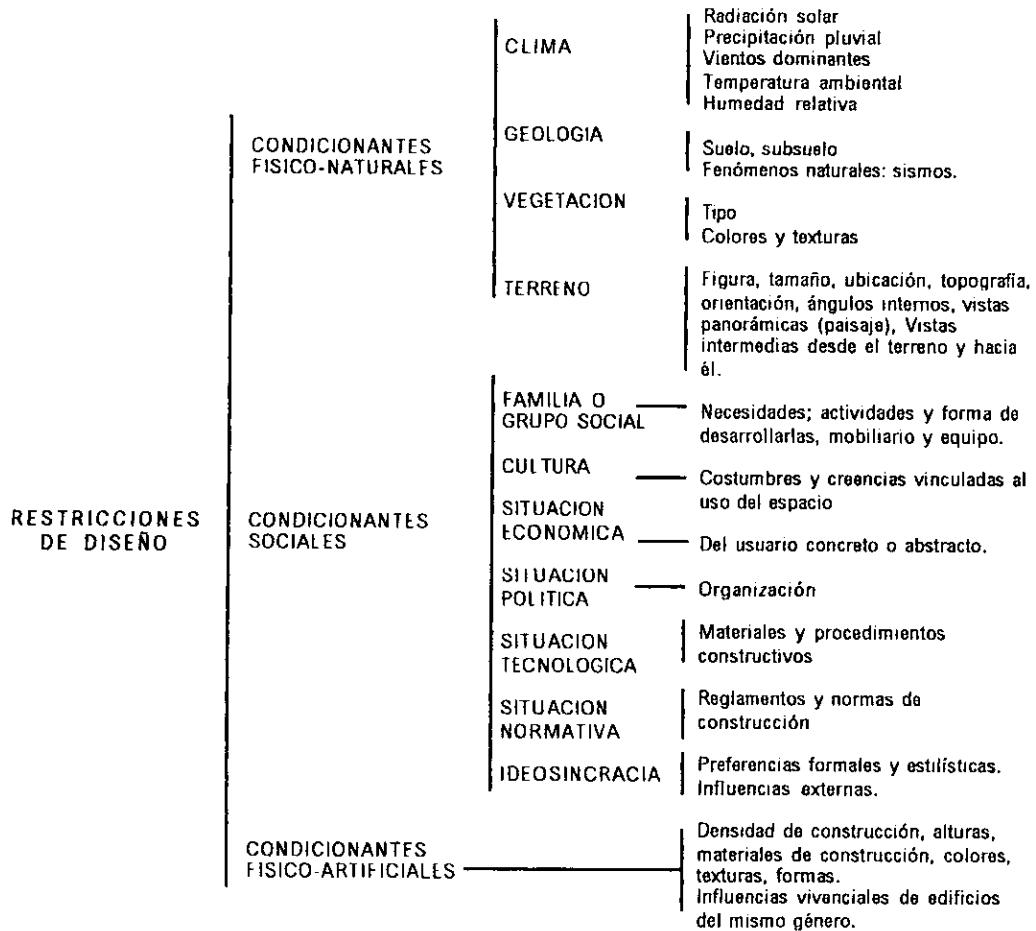 RESTRICCIONES
DE DISEÑO
CONDICIONANTES
FISICO-NATURALES
CLIMA
Radiación solar
Precipitación pluvial
Vientos dominantes
Temperatura ambiental
Humedad relativa
GEOLOGIA
Suelo, subsuelo
Fenómenos naturales: sismos.
VEGETACION
Tipo
Colores y texturas
TERRENO
Figura, tamaño, ubicación, topografía,
orientación, ángulos internos, vistas
panorámicas (paisaje), Vistas
intermedias desde el terreno y hacia
él.
CONDICIONANTES
SOCIALES
FAMILIA O
GRUPO SOCIAL
Necesidades; actividades y forma de
desarrollarlas, mobiliario y equipo.
CULTURA
Costumbres y creencias vinculadas al
uso del espacio
SITUACION
ECONOMICA
Del usuario concreto o abstracto.
SITUACION
POLITICA
Organización
SITUACION
TECNOLOGICA
Materiales y procedimientos
constructivos
SITUACION
NORMATIVA
Reglamentos y normas de
construcción
IDEOSINCRACIA
Preferencias formales y estilísticas.
Influencias externas.
CONDICIONANTES
FISICO-ARTIFICIALES
Densidad de construcción, alturas,
materiales de construcción, colores,
texturas, formas.
Influencias vivenciales de edificios
del mismo género.